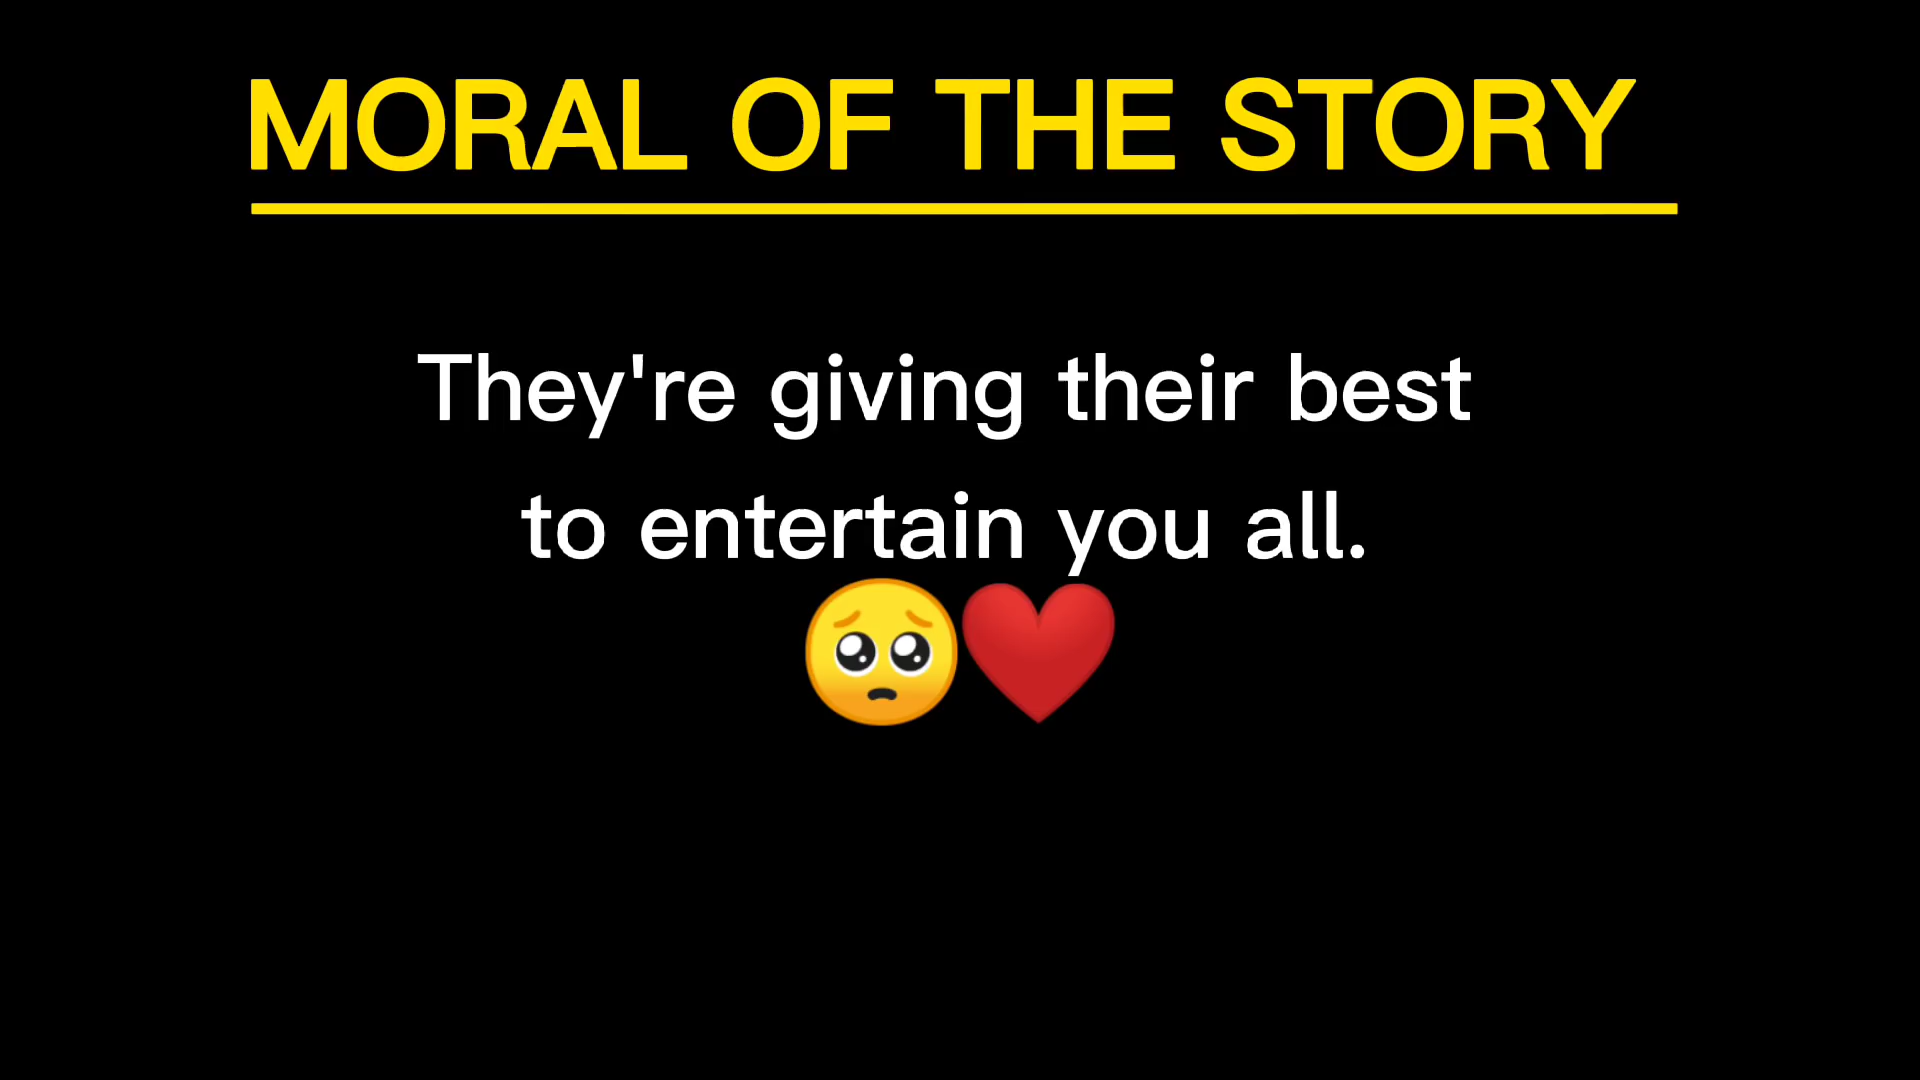 MORAL OF THE STORY
They're giving their best
to entertain you all.
🥺❤️